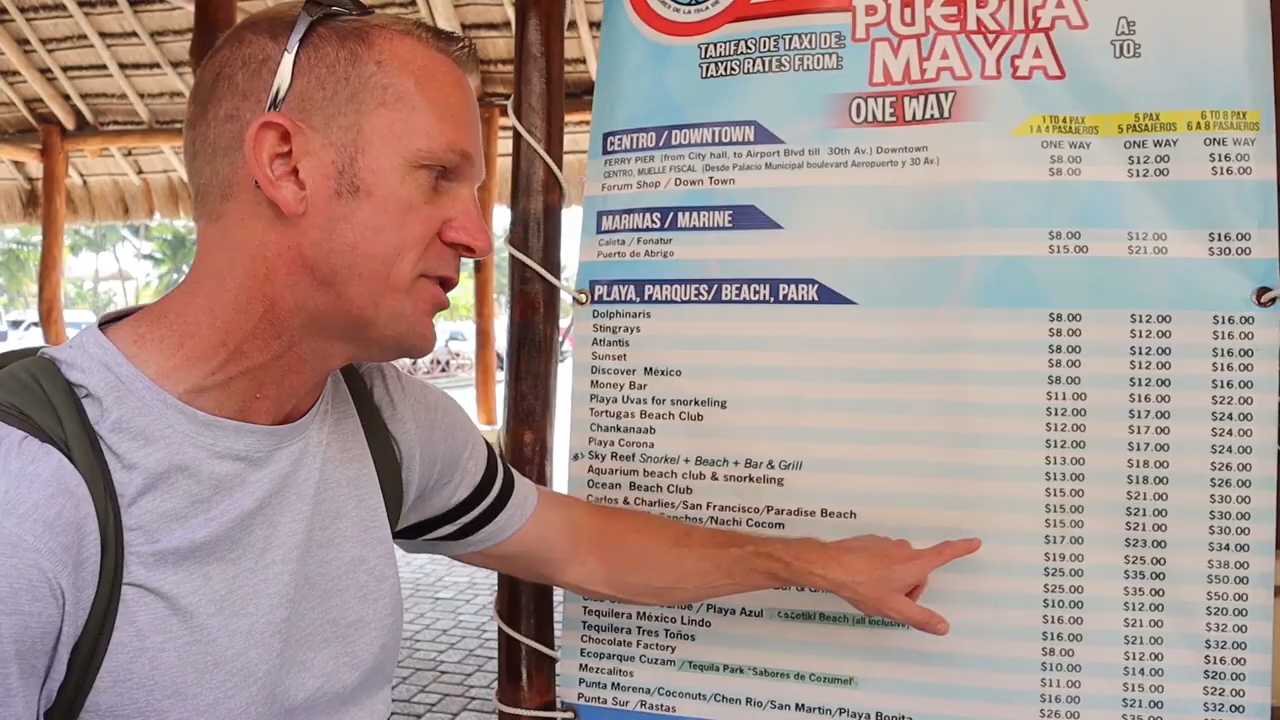 RES DE LA ISLA DE
TARIFAS DE TAXI DE:
TAXIS RATES FROM:
PUERTA
MAYA
A:
TO:
ONE WAY
1 TO 4 PAX 5 PAX 6 TO 8 PAX
1 A 4 PASAJEROS 5 PASAJEROS 6 A 8 PASAJEROS
CENTRO / DOWNTOWN ONE WAY ONE WAY ONE WAY
FERRY PIER (from City hall, to Airport Blvd till 30th Av.) Downtown $8.00 $12.00 $16.00
CENTRO, MUELLE FISCAL (Desde Palacio Municipal boulevard Aeropuerto y 30 Av.)
Forum Shop / Down Town $8.00 $12.00 $16.00
MARINAS / MARINE
Caleta / Fonatur $8.00 $12.00 $16.00
Puerto de Abrigo $15.00 $21.00 $30.00
PLAYA, PARQUES/ BEACH, PARK
Dolphinaris $8.00 $12.00 $16.00
Stingrays $8.00 $12.00 $16.00
Atlantis $8.00 $12.00 $16.00
Sunset $8.00 $12.00 $16.00
Discover México $8.00 $12.00 $16.00
Money Bar $11.00 $16.00 $22.00
Playa Uvas for snorkeling $12.00 $17.00 $24.00
Tortugas Beach Club $12.00 $17.00 $24.00
Chankanaab $12.00 $17.00 $24.00
Playa Corona $13.00 $18.00 $26.00
Sky Reef Snorkel + Beach + Bar & Grill $13.00 $18.00 $26.00
Aquarium beach club & snorkeling $15.00 $21.00 $30.00
Ocean Beach Club $15.00 $21.00 $30.00
Carlos & Charlies/San Francisco/Paradise Beach $15.00 $21.00 $30.00
Sanchos/Nachi Cocom $17.00 $23.00 $34.00
$19.00 $25.00 $38.00
$25.00 $35.00 $50.00
Bar & Grill $25.00 $35.00 $50.00
/ Playa Azul Cocotiki Beach (all inclusive) $10.00 $12.00 $20.00
Tequilera México Lindo $16.00 $21.00 $32.00
Tequilera Tres Toños $16.00 $21.00 $32.00
Chocolate Factory $8.00 $12.00 $16.00
Ecoparque Cuzam / Tequila Park "Sabores de Cozumel" $10.00 $14.00 $20.00
Mezcalitos $11.00 $15.00 $22.00
Punta Morena/Coconuts/Chen Rio/San Martin/Playa Bonita $16.00 $21.00 $32.00
Punta Sur /Rastas $26.00 35.00